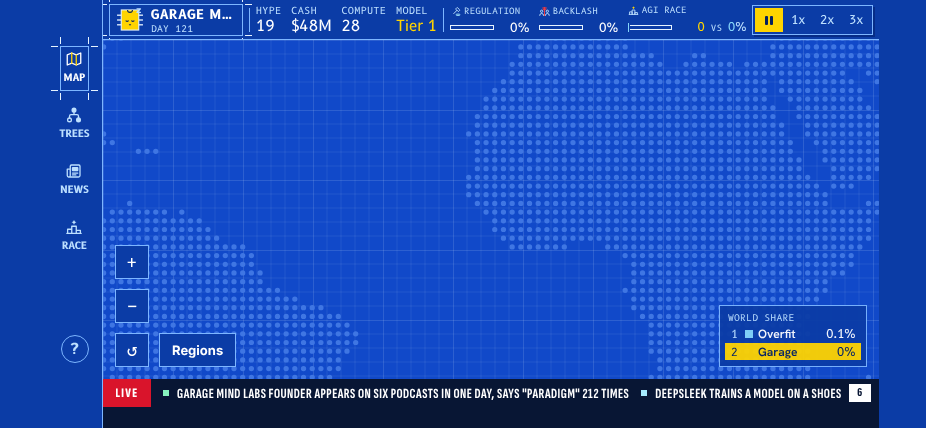 GARAGE M...
DAY 121
HYPE
19
CASH
$48M
COMPUTE
28
MODEL
Tier 1
REGULATION
0%
BACKLASH
0%
AGI RACE
0 vs 0%
1x 2x 3x
MAP
TREES
NEWS
RACE
?
+
−
↺
Regions
WORLD SHARE
1 Overfit 0.1%
2 Garage 0%
LIVE
GARAGE MIND LABS FOUNDER APPEARS ON SIX PODCASTS IN ONE DAY, SAYS "PARADIGM" 212 TIMES
DEEPSLEEK TRAINS A MODEL ON A SHOES
6